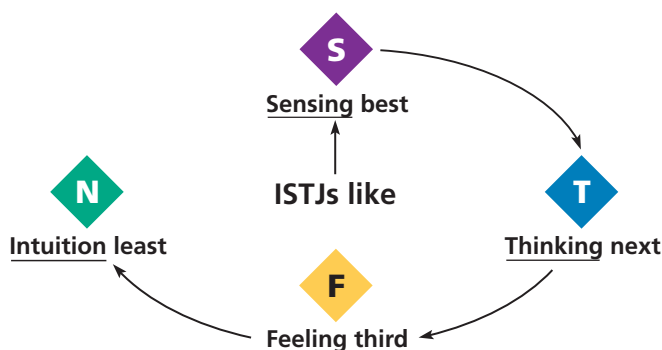 S
Sensing best
ISTJs like
N
Intuition least
T
Thinking next
F
Feeling third